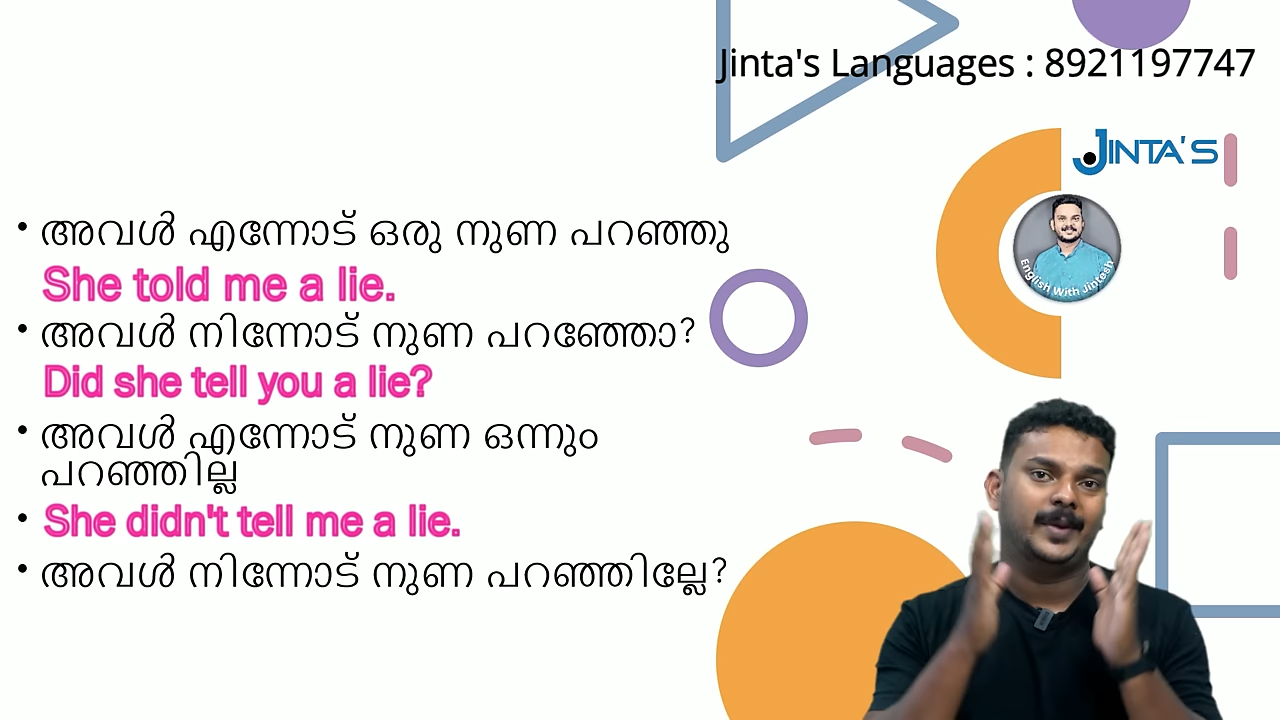 Jinta's Languages : 8921197747
JINTA'S
English With Jintesh
• അവൾ എന്നോട് ഒരു നുണ പറഞ്ഞു
She told me a lie.
• അവൾ നിന്നോട് നുണ പറഞ്ഞോ?
Did she tell you a lie?
• അവൾ എന്നോട് നുണ ഒന്നും
പറഞ്ഞില്ല
• She didn't tell me a lie.
• അവൾ നിന്നോട് നുണ പറഞ്ഞില്ലേ?